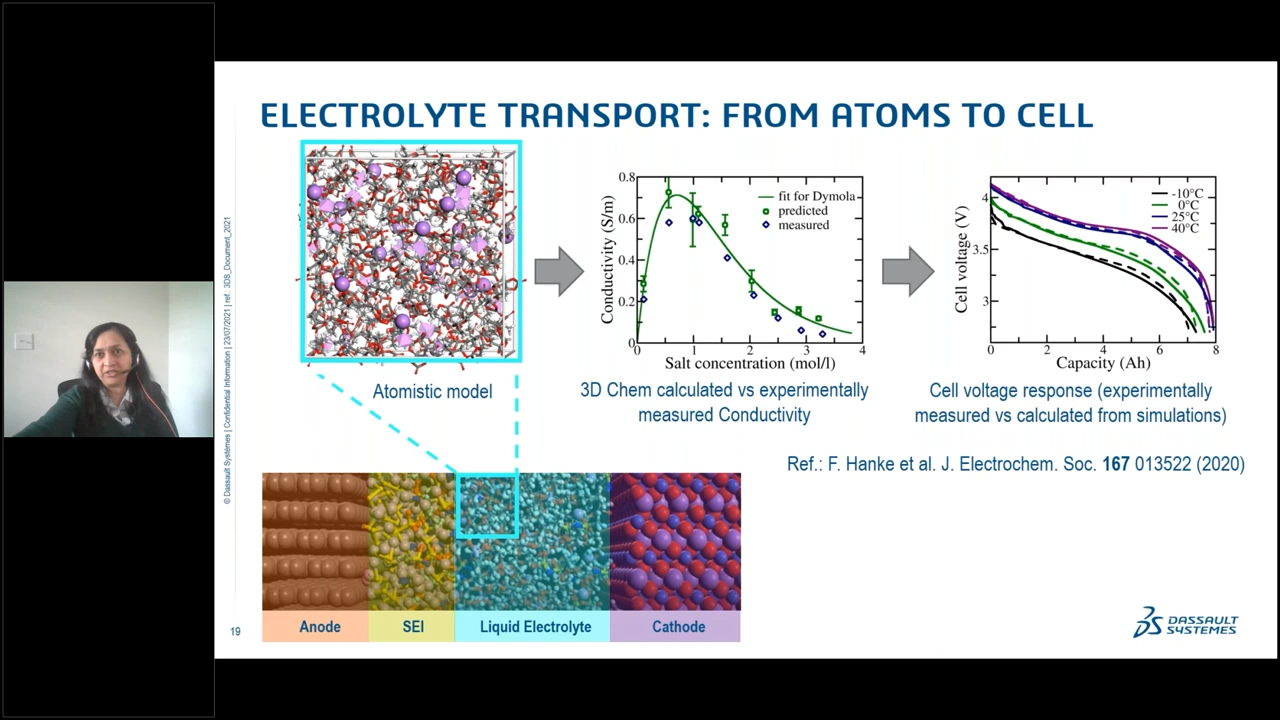 ELECTROLYTE TRANSPORT: FROM ATOMS TO CELL
© Dassault Systèmes | Confidential Information | 23/07/2021 | ref.: 3DS_Document_2021
Atomistic model
0.8
0.6
0.4
0.2
0
Conductivity (S/m)
fit for Dymola
predicted
measured
0 1 2 3 4
Salt concentration (mol/l)
3D Chem calculated vs experimentally
measured Conductivity
4
3.5
3
Cell voltage (V)
-10°C
0°C
25°C
40°C
0 2 4 6 8
Capacity (Ah)
Cell voltage response (experimentally
measured vs calculated from simulations)
Ref.: F. Hanke et al. J. Electrochem. Soc. 167 013522 (2020)
Anode SEI Liquid Electrolyte Cathode
19
3DS DASSAULT
SYSTEMES